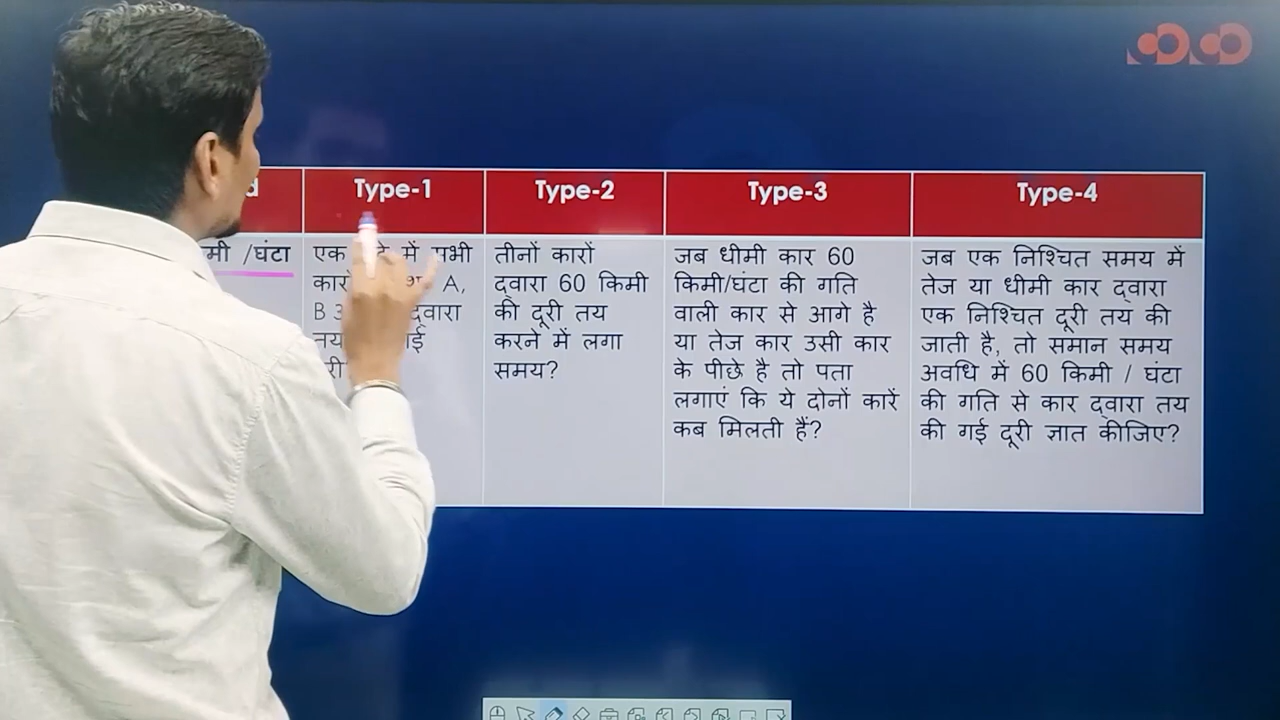 Type-1
Type-2
Type-3
Type-4
/घंटा
एक में सभी
कारों A,
B
तय
तीनों कारों
द्वारा 60 किमी
की दूरी तय
करने में लगा
समय?
जब धीमी कार 60
किमी/घंटा की गति
वाली कार से आगे है
या तेज कार उसी कार
के पीछे है तो पता
लगाएं कि ये दोनों कारें
कब मिलती हैं?
जब एक निश्चित समय में
तेज या धीमी कार द्वारा
एक निश्चित दूरी तय की
जाती है, तो समान समय
अवधि में 60 किमी / घंटा
की गति से कार द्वारा तय
की गई दूरी ज्ञात कीजिए?